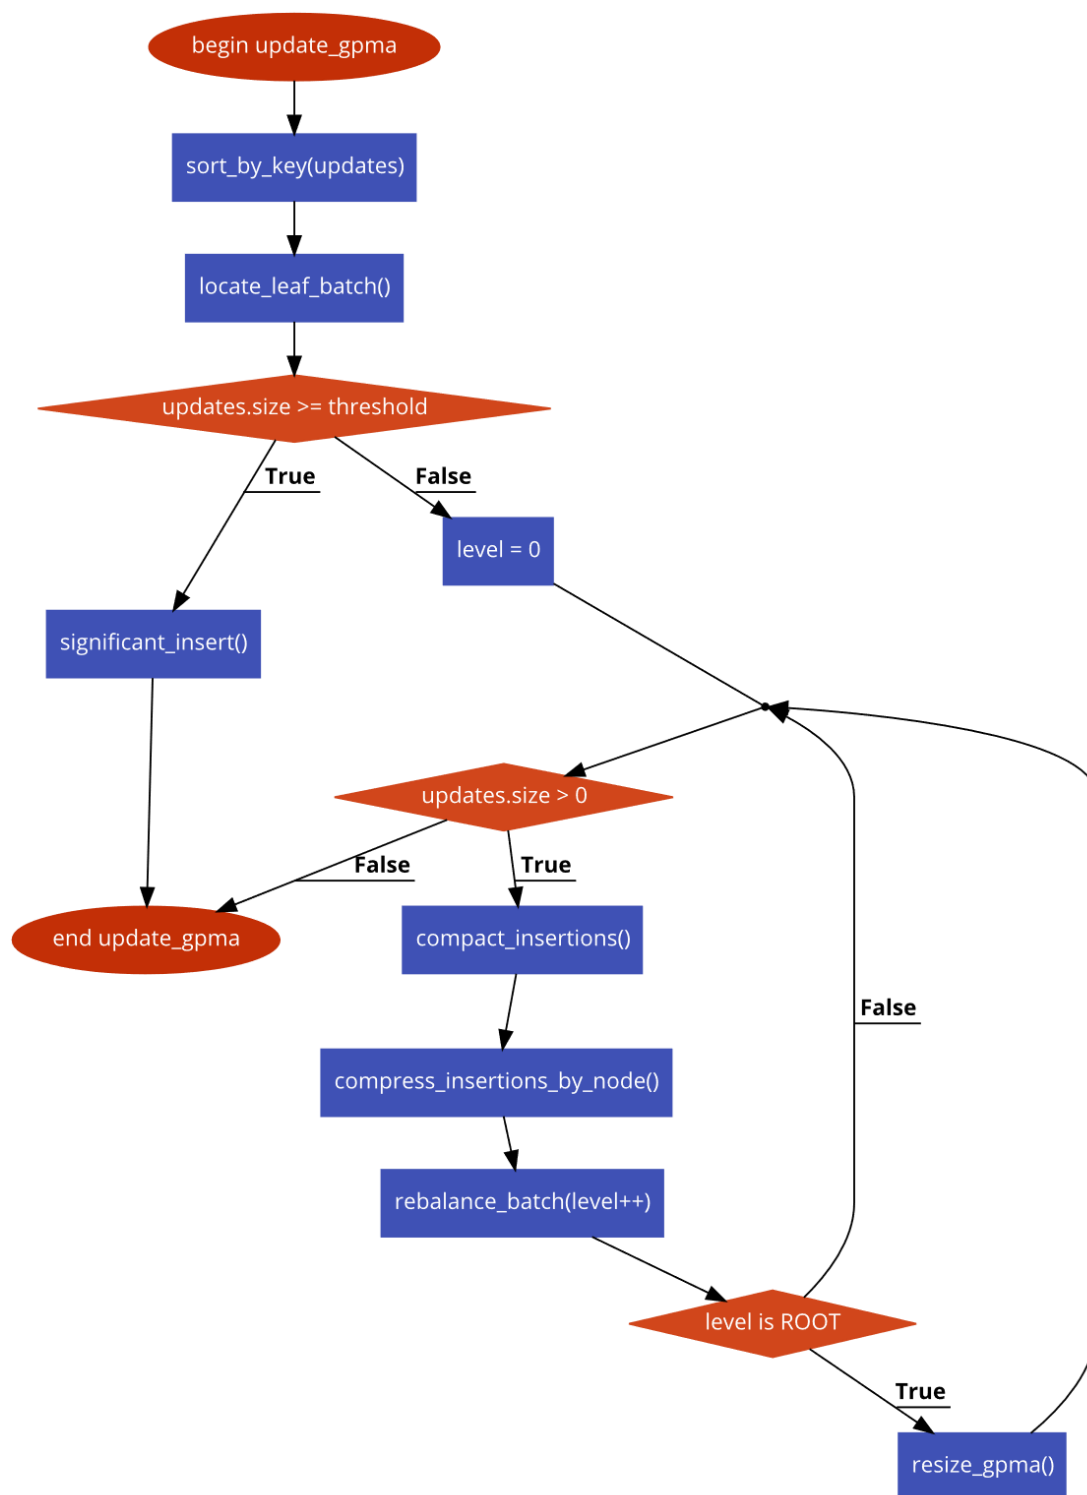 begin update_gpma
sort_by_key(updates)
locate_leaf_batch()
updates.size >= threshold
True
False
level = 0
significant_insert()
updates.size > 0
False
True
end update_gpma
compact_insertions()
False
compress_insertions_by_node()
rebalance_batch(level++)
level is ROOT
True
resize_gpma()